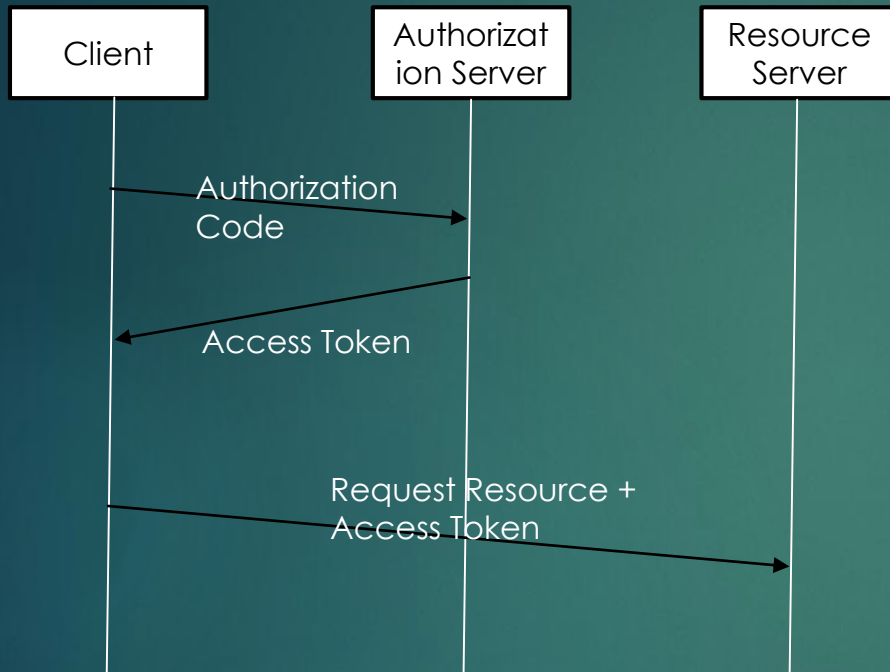 Client
Authorizat
ion Server
Resource
Server
Authorization
Code
Access Token
Request Resource +
Access Token